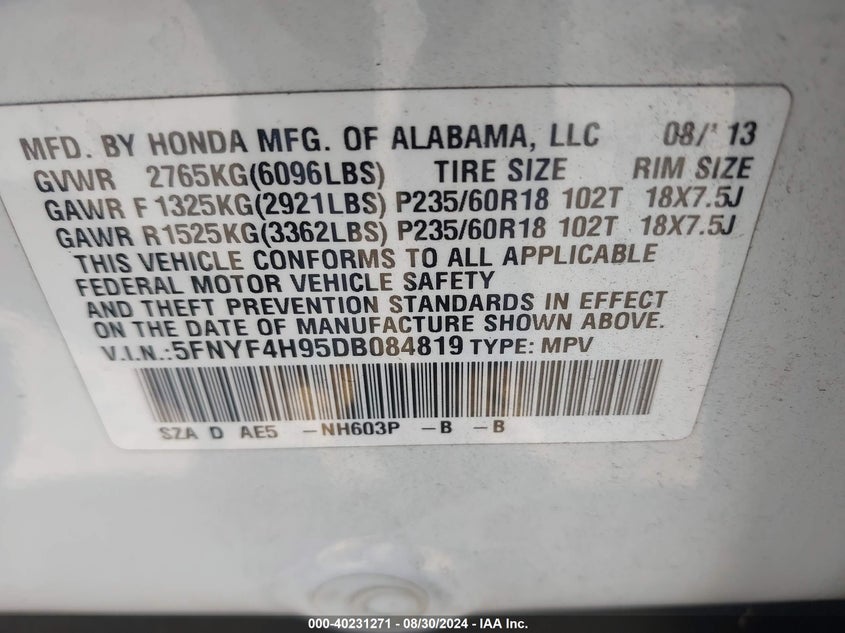 MFD. BY HONDA MFG. OF ALABAMA, LLC 08/ 13
GVWR 2765KG(6096LBS) TIRE SIZE RIM SIZE
GAWR F 1325KG(2921LBS) P235/60R18 102T 18X7.5J
GAWR R1525KG(3362LBS) P235/60R18 102T 18X7.5J
THIS VEHICLE CONFORMS TO ALL APPLICABLE
FEDERAL MOTOR VEHICLE SAFETY
AND THEFT PREVENTION STANDARDS IN EFFECT
ON THE DATE OF MANUFACTURE SHOWN ABOVE.
V.I.N.:5FNYF4H95DB084819 TYPE: MPV
SZA D AE5 -NH603P -B -B
000-40231271 - 08/30/2024 - IAA Inc.